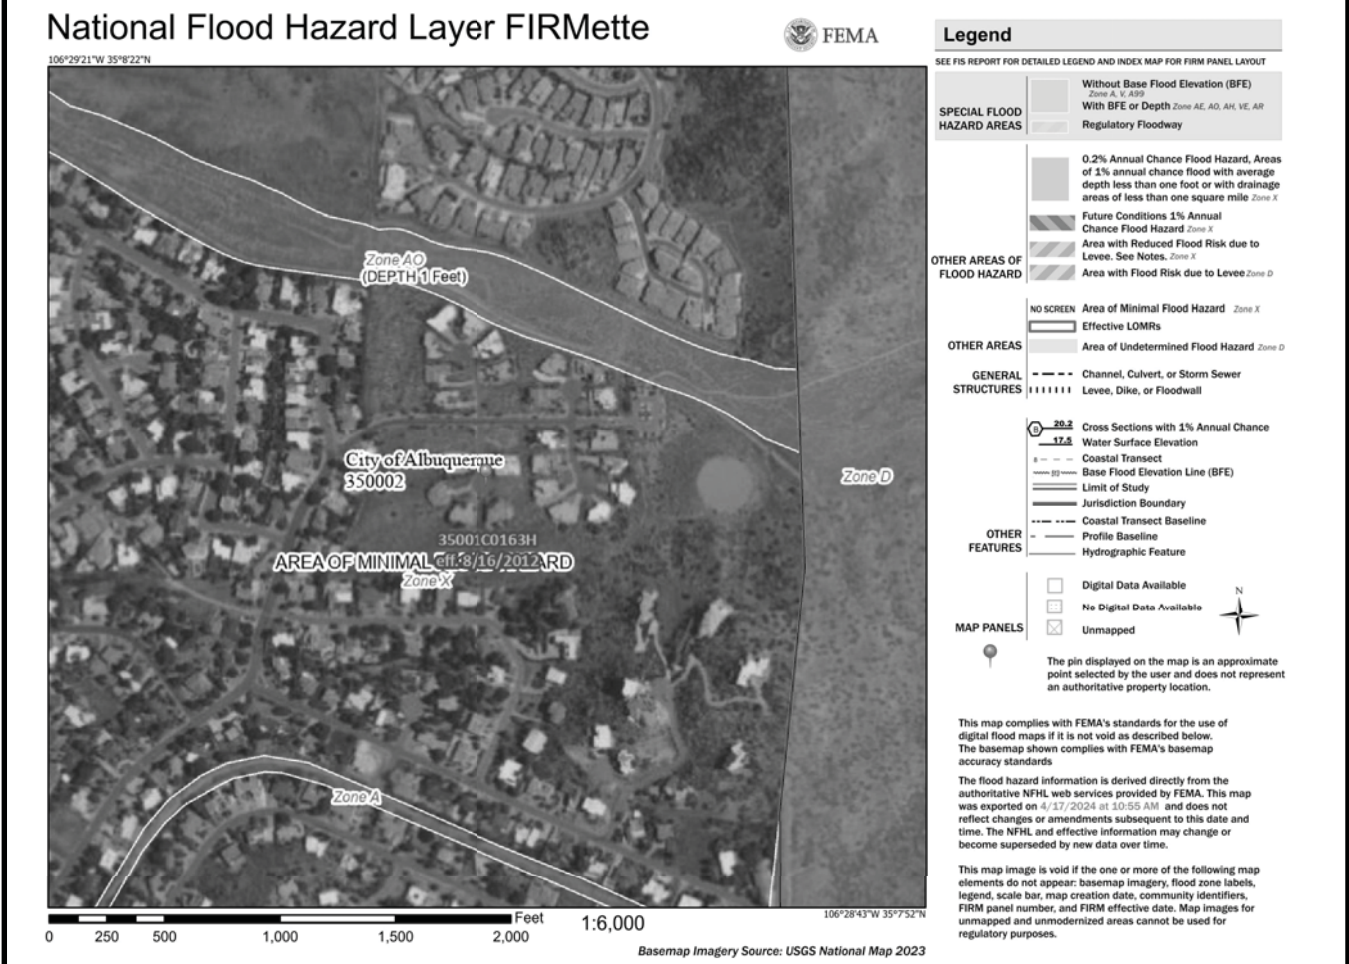 National Flood Hazard Layer FIRMette
FEMA
Legend
106°29'21"W 35°8'22"N
SEE FIS REPORT FOR DETAILED LEGEND AND INDEX MAP FOR FIRM PANEL LAYOUT
SPECIAL FLOOD
HAZARD AREAS
Without Base Flood Elevation (BFE)
Zone A, V, A99
With BFE or Depth Zone AE, AO, AH, VE, AR
Regulatory Floodway
0.2% Annual Chance Flood Hazard, Areas
of 1% annual chance flood with average
depth less than one foot or with drainage
areas of less than one square mile Zone X
Future Conditions 1% Annual
Chance Flood Hazard Zone X
Area with Reduced Flood Risk due to
Levee. See Notes. Zone X
Area with Flood Risk due to Levee Zone D
OTHER AREAS OF
FLOOD HAZARD
NO SCREEN Area of Minimal Flood Hazard Zone X
Effective LOMRs
OTHER AREAS
Area of Undetermined Flood Hazard Zone D
GENERAL
STRUCTURES
Channel, Culvert, or Storm Sewer
Levee, Dike, or Floodwall
B 20.2 Cross Sections with 1% Annual Chance
17.5 Water Surface Elevation
8 Coastal Transect
513 Base Flood Elevation Line (BFE)
Limit of Study
Jurisdiction Boundary
Coastal Transect Baseline
OTHER
FEATURES
Profile Baseline
Hydrographic Feature
Digital Data Available
No Digital Data Available
N
MAP PANELS
Unmapped
The pin displayed on the map is an approximate
point selected by the user and does not represent
an authoritative property location.
This map complies with FEMA's standards for the use of
digital flood maps if it is not void as described below.
The basemap shown complies with FEMA's basemap
accuracy standards
The flood hazard information is derived directly from the
authoritative NFHL web services provided by FEMA. This map
was exported on 4/17/2024 at 10:55 AM and does not
reflect changes or amendments subsequent to this date and
time. The NFHL and effective information may change or
become superseded by new data over time.
This map image is void if the one or more of the following map
elements do not appear: basemap imagery, flood zone labels,
legend, scale bar, map creation date, community identifiers,
FIRM panel number, and FIRM effective date. Map images for
unmapped and unmodernized areas cannot be used for
regulatory purposes.
Zone AO
(DEPTH 1 Feet)
City of Albuquerque
350002
Zone D
35001C0163H
AREA OF MINIMAL eff. 8/16/2012 ARD
Zone X
Zone A
106°28'43"W 35°7'52"N
Feet
1:6,000
0 250 500 1,000 1,500 2,000
Basemap Imagery Source: USGS National Map 2023